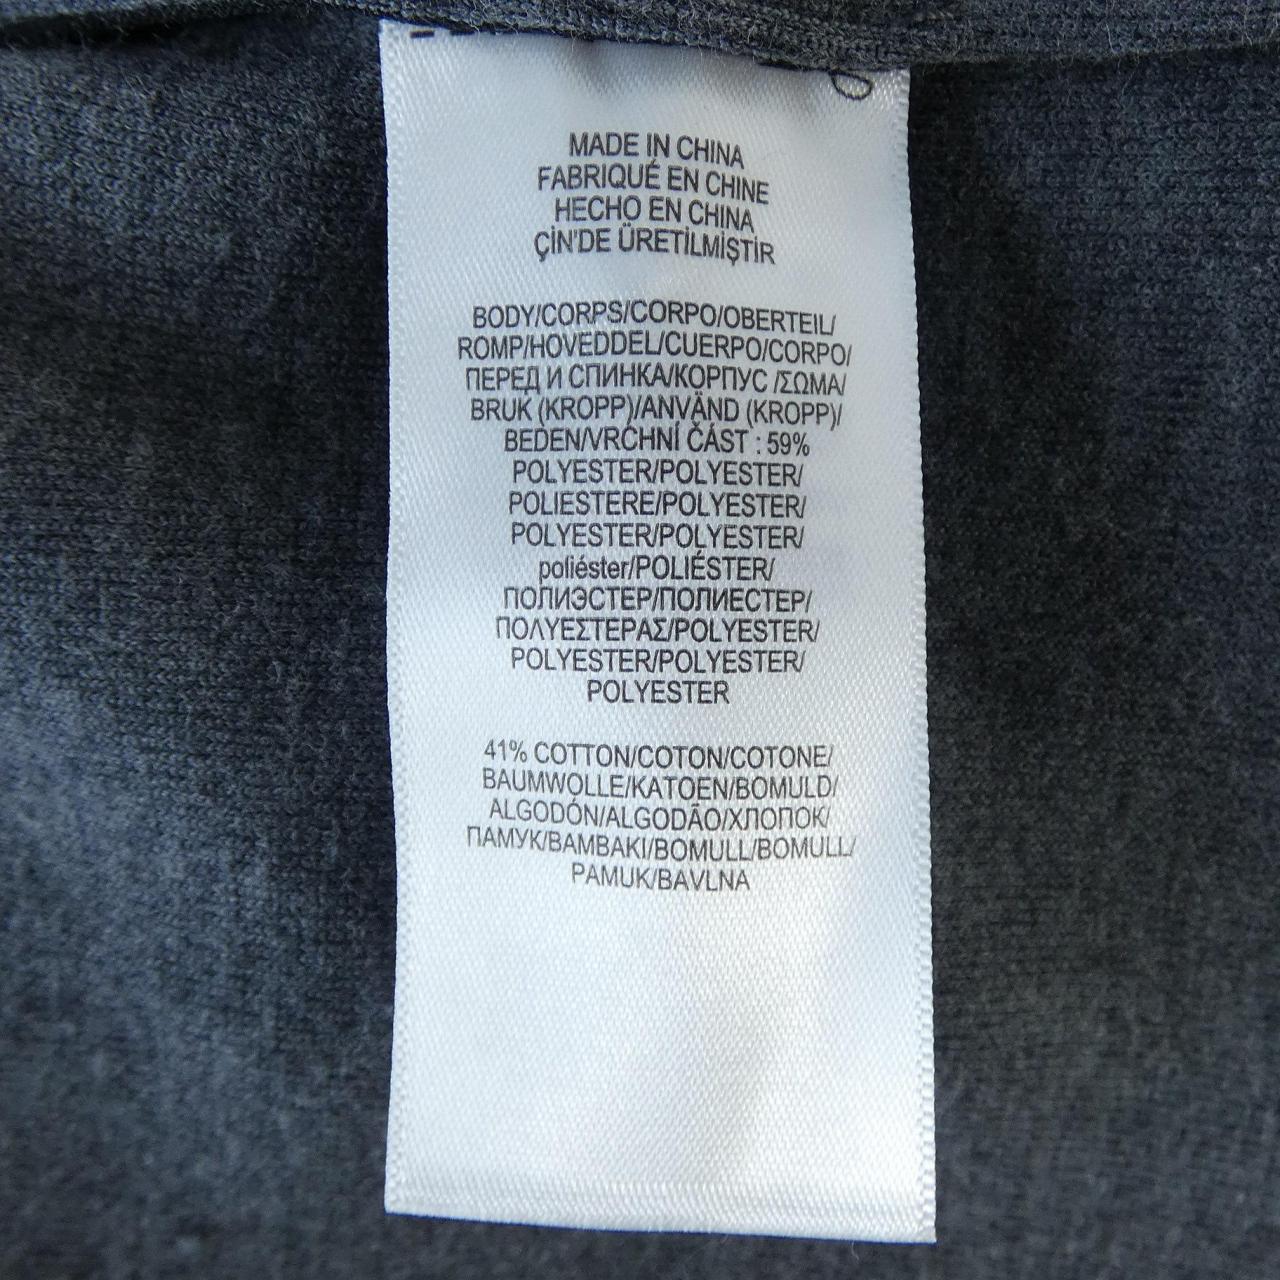 MADE IN CHINA
FABRIQUÉ EN CHINE
HECHO EN CHINA
ÇİN'DE ÜRETİLMİŞTİR
BODY/CORPS/CORPO/OBERTEIL/
ROMP/HOVEDDEL/CUERPO/CORPO/
ПЕРЕД И СПИНКА/КОРПУС /ΣΩΜΑ/
BRUK (KROPP)/ANVÄND (KROPP)/
BEDEN/VRCHNÍ ČÁST : 59%
POLYESTER/POLYESTER/
POLIESTERE/POLYESTER/
POLYESTER/POLYESTER/
poliéster/POLIÉSTER/
ПОЛИЭСТЕР/ПОЛИЕСТЕР/
ΠΟΛΥΕΣΤΕΡΑΣ/POLYESTER/
POLYESTER/POLYESTER/
POLYESTER
41% COTTON/COTON/COTONE/
BAUMWOLLE/KATOEN/BOMULD/
ALGODÓN/ALGODÃO/ХЛОПОК/
ПАМУК/ΒΑΜΒΑΚΙ/BOMULL/BOMULL/
PAMUK/BAVLNA